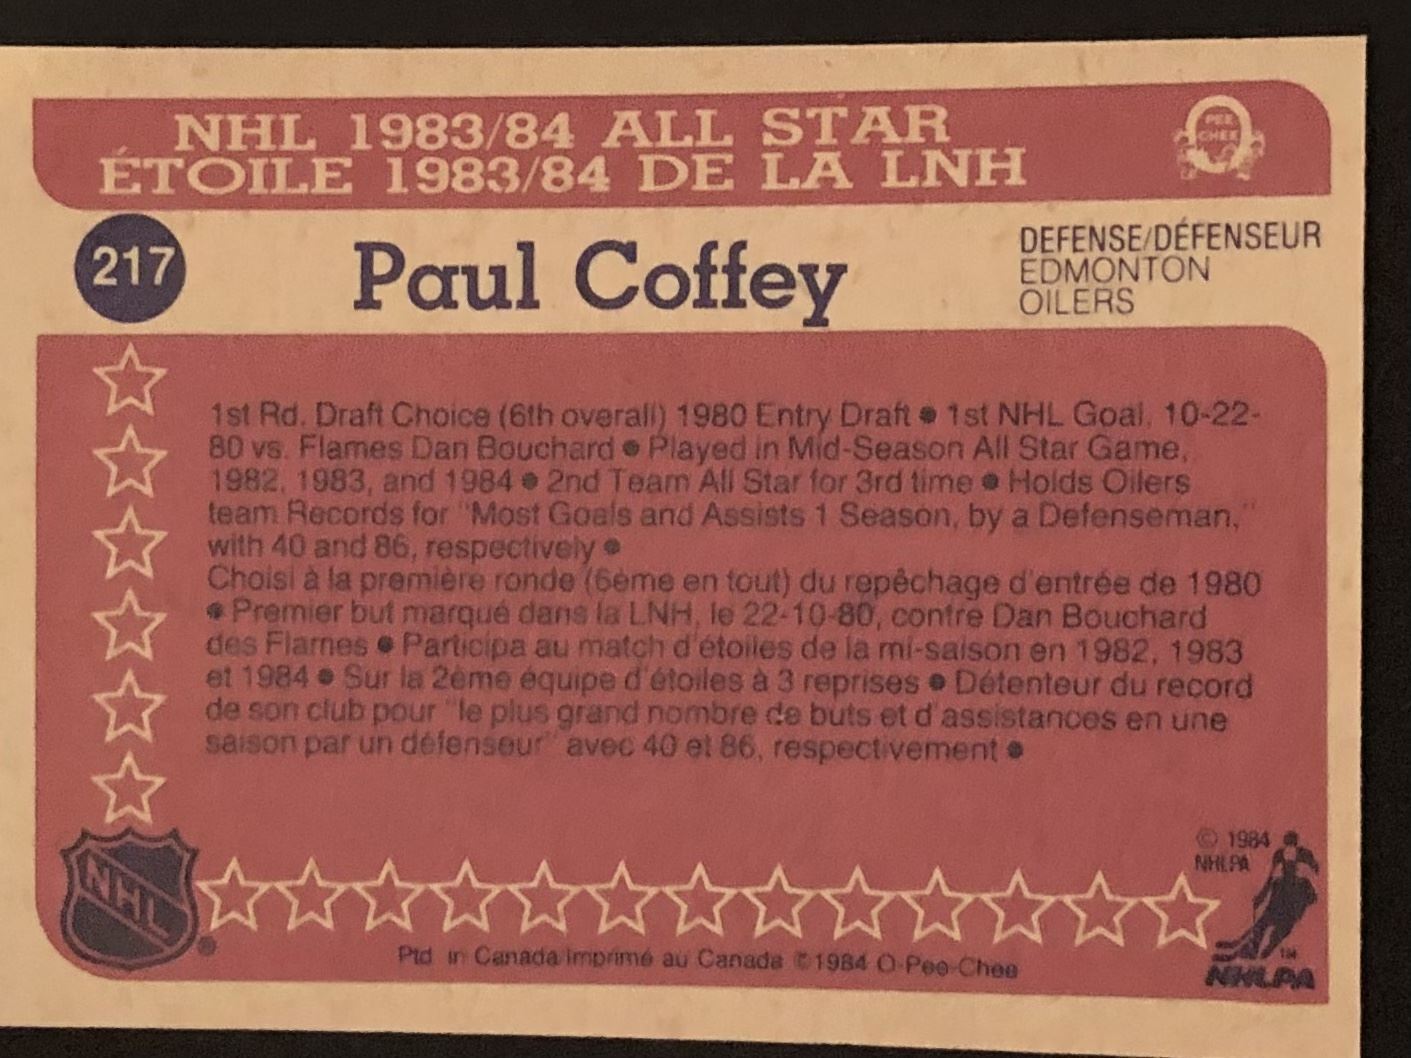 NHL 1983/84 ALL STAR
ÉTOILE 1983/84 DE LA LNH
O
PEE
CHEE
217
Paul Coffey
DEFENSE/DÉFENSEUR
EDMONTON
OILERS
1st Rd. Draft Choice (6th overall) 1980 Entry Draft ● 1st NHL Goal, 10-22-
80 vs. Flames Dan Bouchard ● Played in Mid-Season All Star Game,
1982, 1983, and 1984 ● 2nd Team All Star for 3rd time ● Holds Oilers
team Records for "Most Goals and Assists 1 Season, by a Defenseman,"
with 40 and 86, respectively ●
Choisi à la première ronde (6ème en tout) du repêchage d'entrée de 1980
● Premier but marqué dans la LNH, le 22-10-80, contre Dan Bouchard
des Flames ● Participa au match d'étoiles de la mi-saison en 1982, 1983
et 1984 ● Sur la 2ème équipe d'étoiles à 3 reprises ● Détenteur du record
de son club pour "le plus grand nombre de buts et d'assistances en une
saison par un défenseur" avec 40 et 86, respectivement ●
© 1984
NHLPA
NHL
Ptd. in Canada/Imprimé au Canada ©1984 O-Pee-Chee
TM
NHLPA